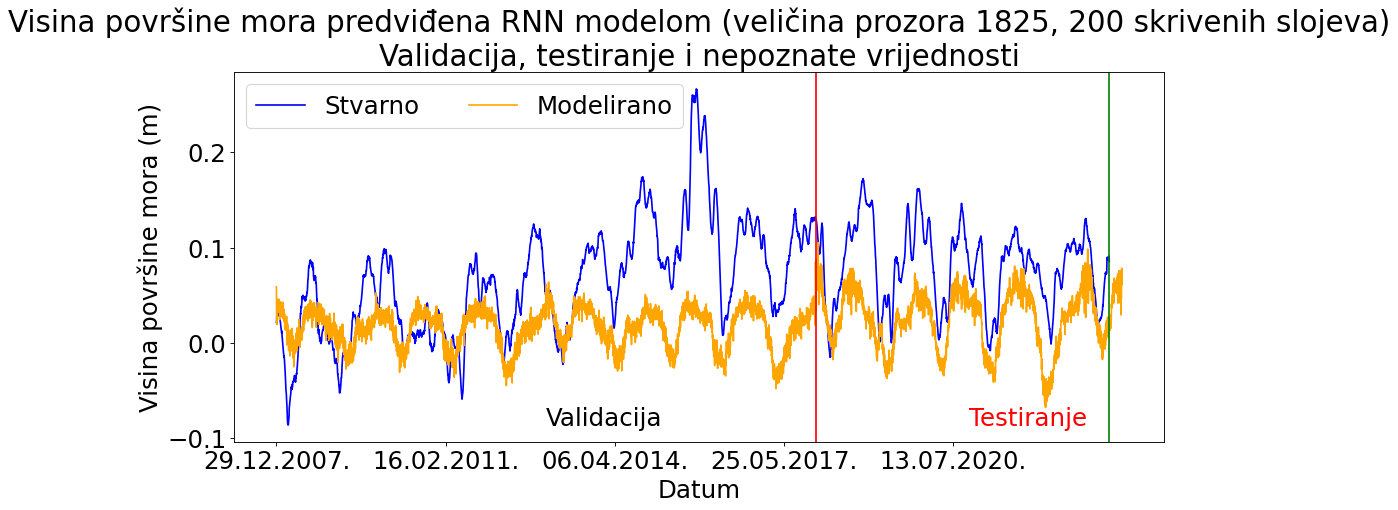 Visina površine mora predviđena RNN modelom (veličina prozora 1825, 200 skrivenih slojeva)
Validacija, testiranje i nepoznate vrijednosti
Stvarno
Modelirano
Visina površine mora (m)
0.2
0.1
0.0
−0.1
Validacija
Testiranje
29.12.2007.
16.02.2011.
06.04.2014.
25.05.2017.
13.07.2020.
Datum